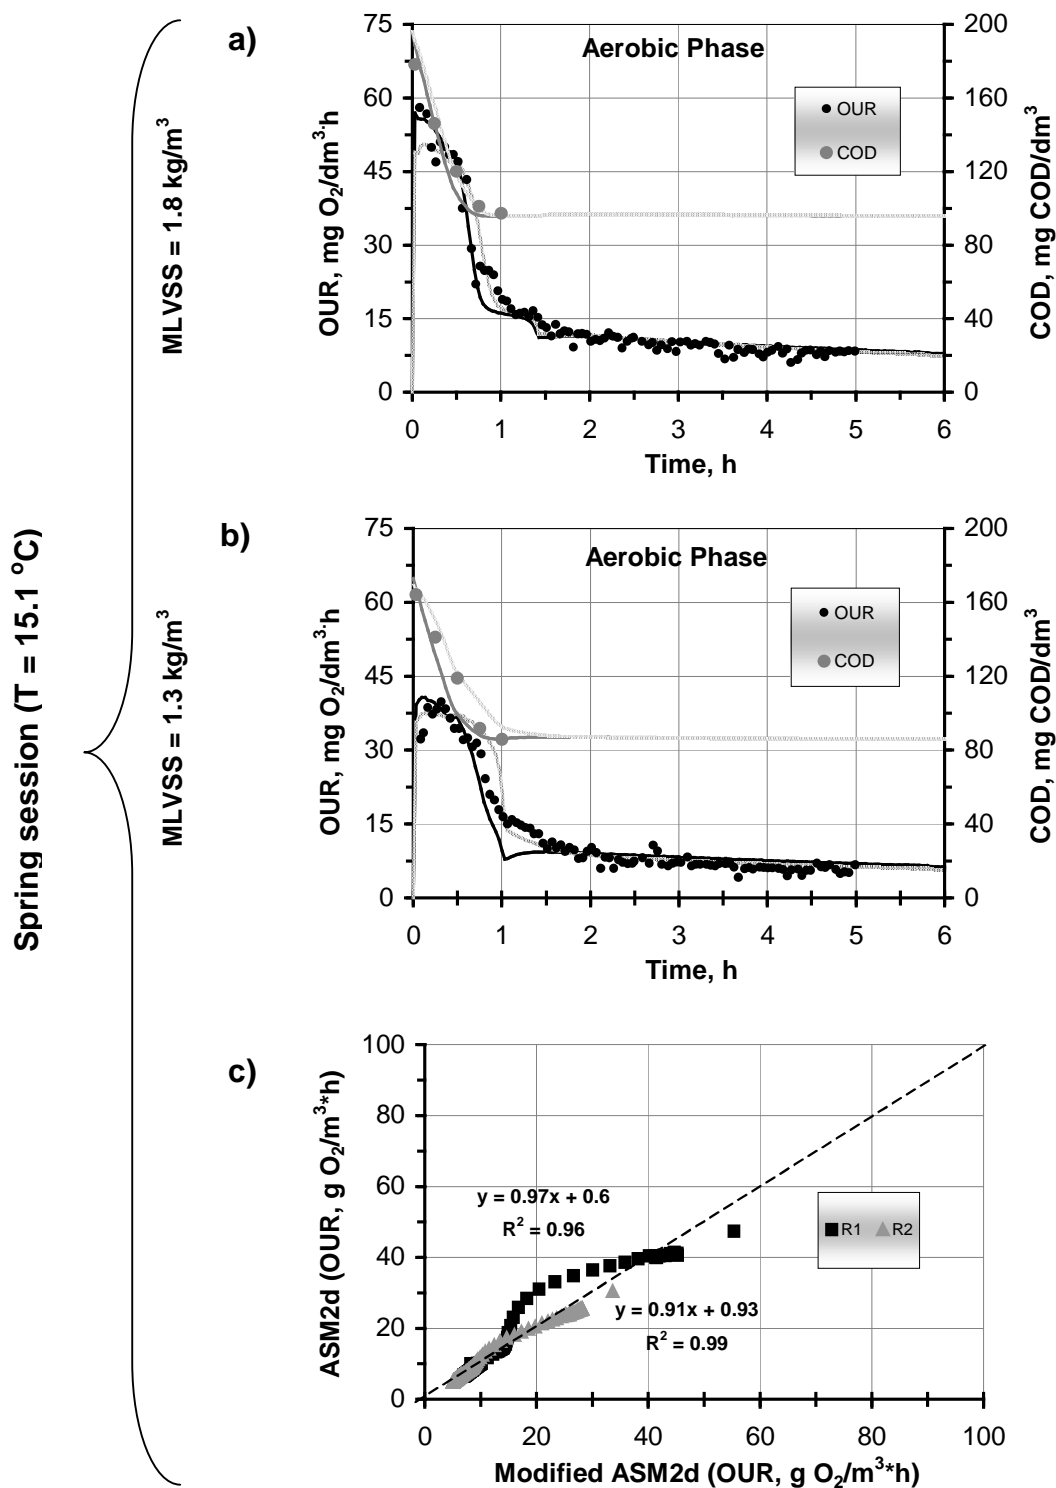 Spring session (T = 15.1 °C)
MLVSS = 1.8 kg/m³
a)
Aerobic Phase
OUR, mg O₂/dm³·h
75
60
45
30
15
0
COD, mg COD/dm³
200
160
120
80
40
0
OUR
COD
0 1 2 3 4 5 6
Time, h
MLVSS = 1.3 kg/m³
b)
Aerobic Phase
OUR, mg O₂/dm³·h
75
60
45
30
15
0
COD, mg COD/dm³
200
160
120
80
40
0
OUR
COD
0 1 2 3 4 5 6
Time, h
c)
ASM2d (OUR, g O₂/m³*h)
100
80
60
40
20
0
y = 0.97x + 0.6
R² = 0.96
R1 R2
y = 0.91x + 0.93
R² = 0.99
0 20 40 60 80 100
Modified ASM2d (OUR, g O₂/m³*h)